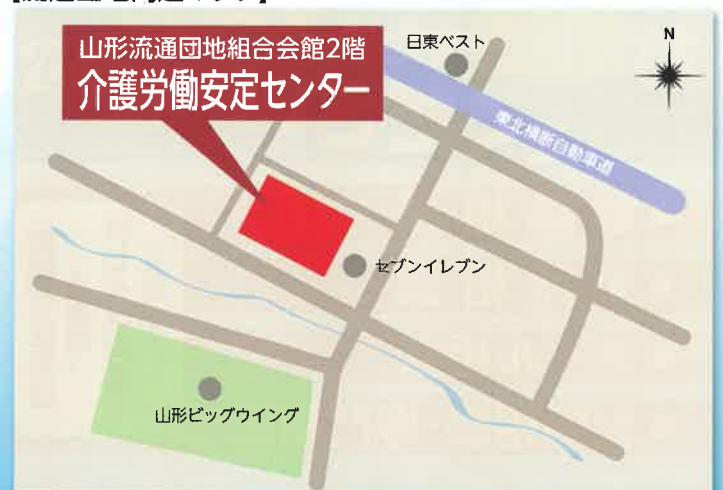 山形流通団地組合会館2階
介護労働安定センター
日東ベスト
N
東北横断自動車道
セブンイレブン
山形ビッグウイング